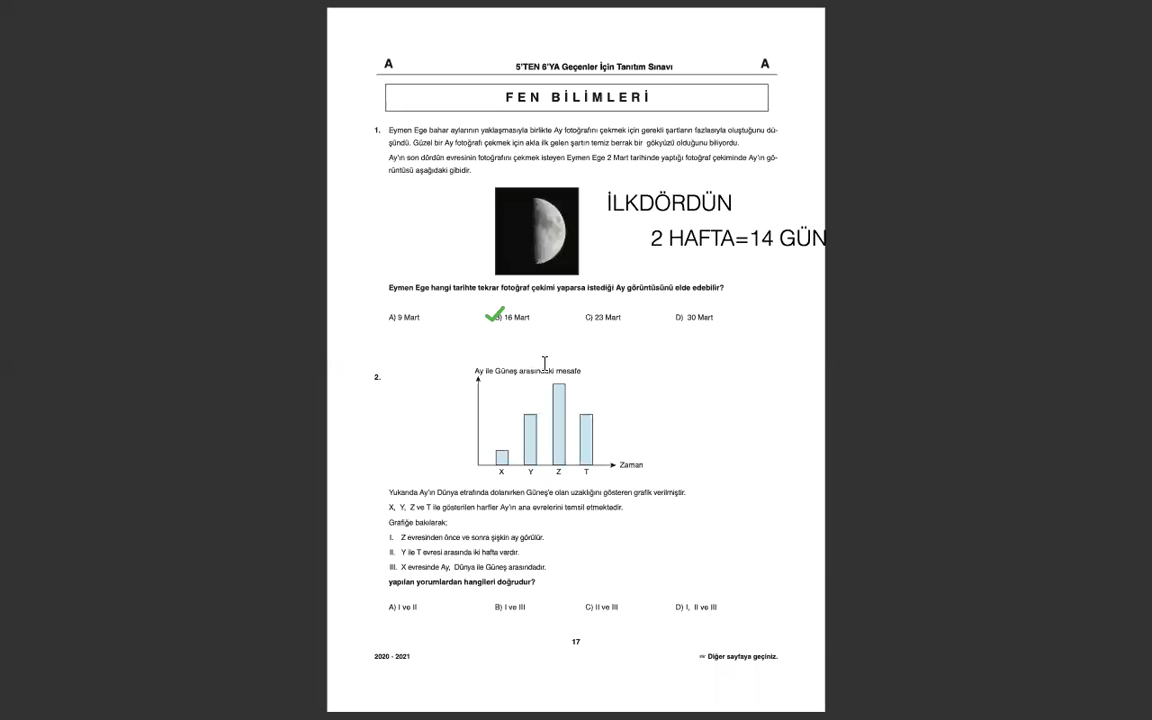 A 5'TEN 6'YA Geçenler İçin Tanıtım Sınavı A
FEN BİLİMLERİ
1. Eymen Ege bahar aylarının yaklaşmasıyla birlikte Ay fotoğrafını çekmek için gerekli şartların fazlasıyla oluştuğunu dü-
şündü. Güzel bir Ay fotoğrafı çekmek için akla ilk gelen şartın temiz berrak bir gökyüzü olduğunu biliyordu.
Ay'ın son dördün evresinin fotoğrafını çekmek isteyen Eymen Ege 2 Mart tarihinde yaptığı fotoğraf çekiminde Ay'ın gö-
rüntüsü aşağıdaki gibidir.
İLKDÖRDÜN
2 HAFTA=14 GÜN
Eymen Ege hangi tarihte tekrar fotoğraf çekimi yaparsa istediği Ay görüntüsünü elde edebilir?
A) 9 Mart B) 16 Mart C) 23 Mart D) 30 Mart
2.
Ay ile Güneş arasındaki mesafe
Zaman
X Y Z T
Yukarıda Ay'ın Dünya etrafında dolanırken Güneş'e olan uzaklığını gösteren grafik verilmiştir.
X, Y, Z ve T ile gösterilen harfler Ay'ın ana evrelerini temsil etmektedir.
Grafiğe bakılarak;
I. Z evresinden önce ve sonra şişkin ay görülür.
II. Y ile T evresi arasında iki hafta vardır.
III. X evresinde Ay, Dünya ile Güneş arasındadır.
yapılan yorumlardan hangileri doğrudur?
A) I ve II B) I ve III C) II ve III D) I, II ve III
17
2020 - 2021 Diğer sayfaya geçiniz.